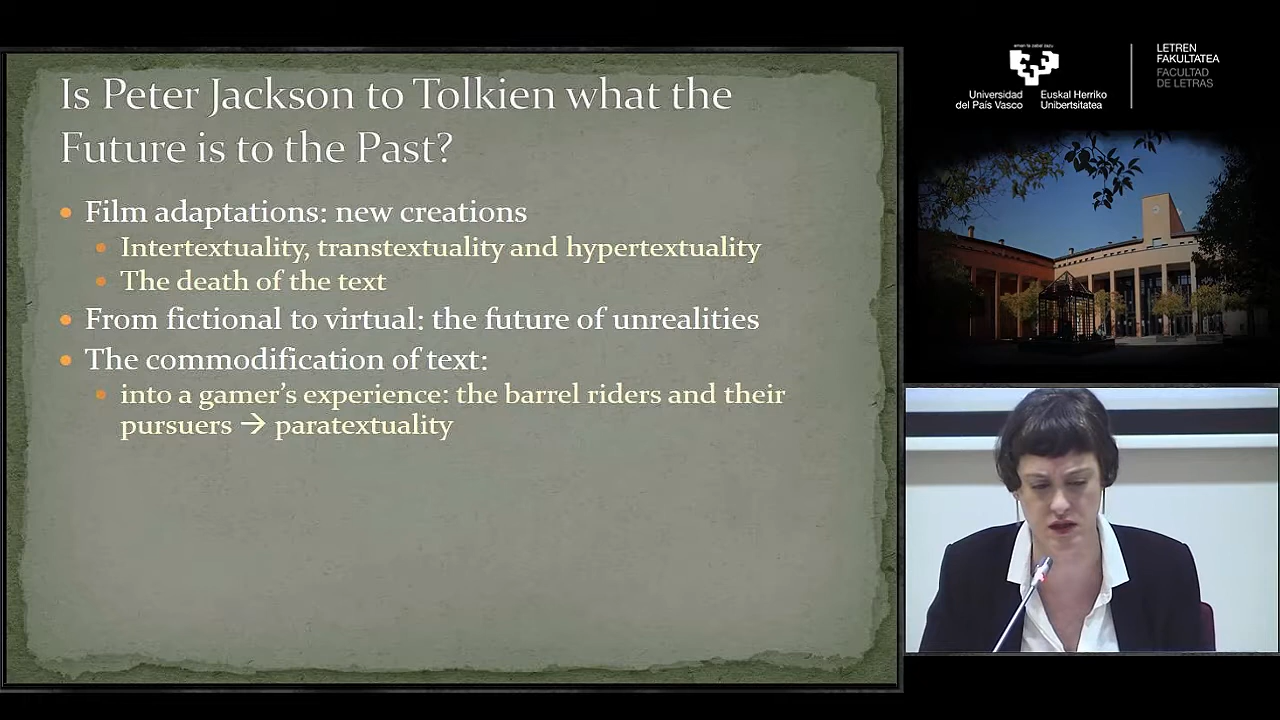 Is Peter Jackson to Tolkien what the
Future is to the Past?
• Film adaptations: new creations
• Intertextuality, transtextuality and hypertextuality
• The death of the text
• From fictional to virtual: the future of unrealities
• The commodification of text:
• into a gamer’s experience: the barrel riders and their
pursuers → paratextuality
Universidad
del País Vasco
Euskal Herriko
Unibertsitatea
LETREN
FAKULTATEA
FACULTAD
DE LETRAS